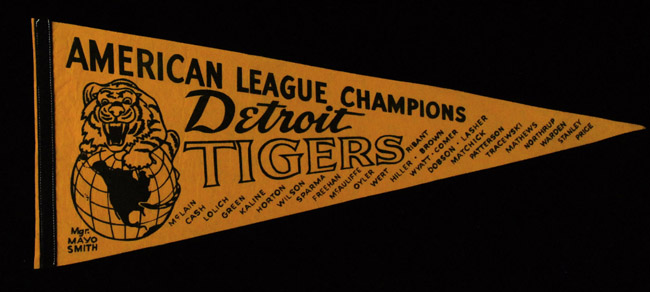 AMERICAN LEAGUE CHAMPIONS
Detroit
TIGERS
Mgr.
MAYO
SMITH
McLAIN
CASH
LOLICH
GREEN
KALINE
HORTON
WILSON
SPARMA
FREEHAN
McAULIFFE
OYLER
WERT
RIBANT
HILLER · BROWN
WYATT · COMER
DOBSON · LASHER
MATCHICK
PATTERSON
TRACEWSKI
MATHEWS
NORTHRUP
WARDEN
STANLEY
PRICE